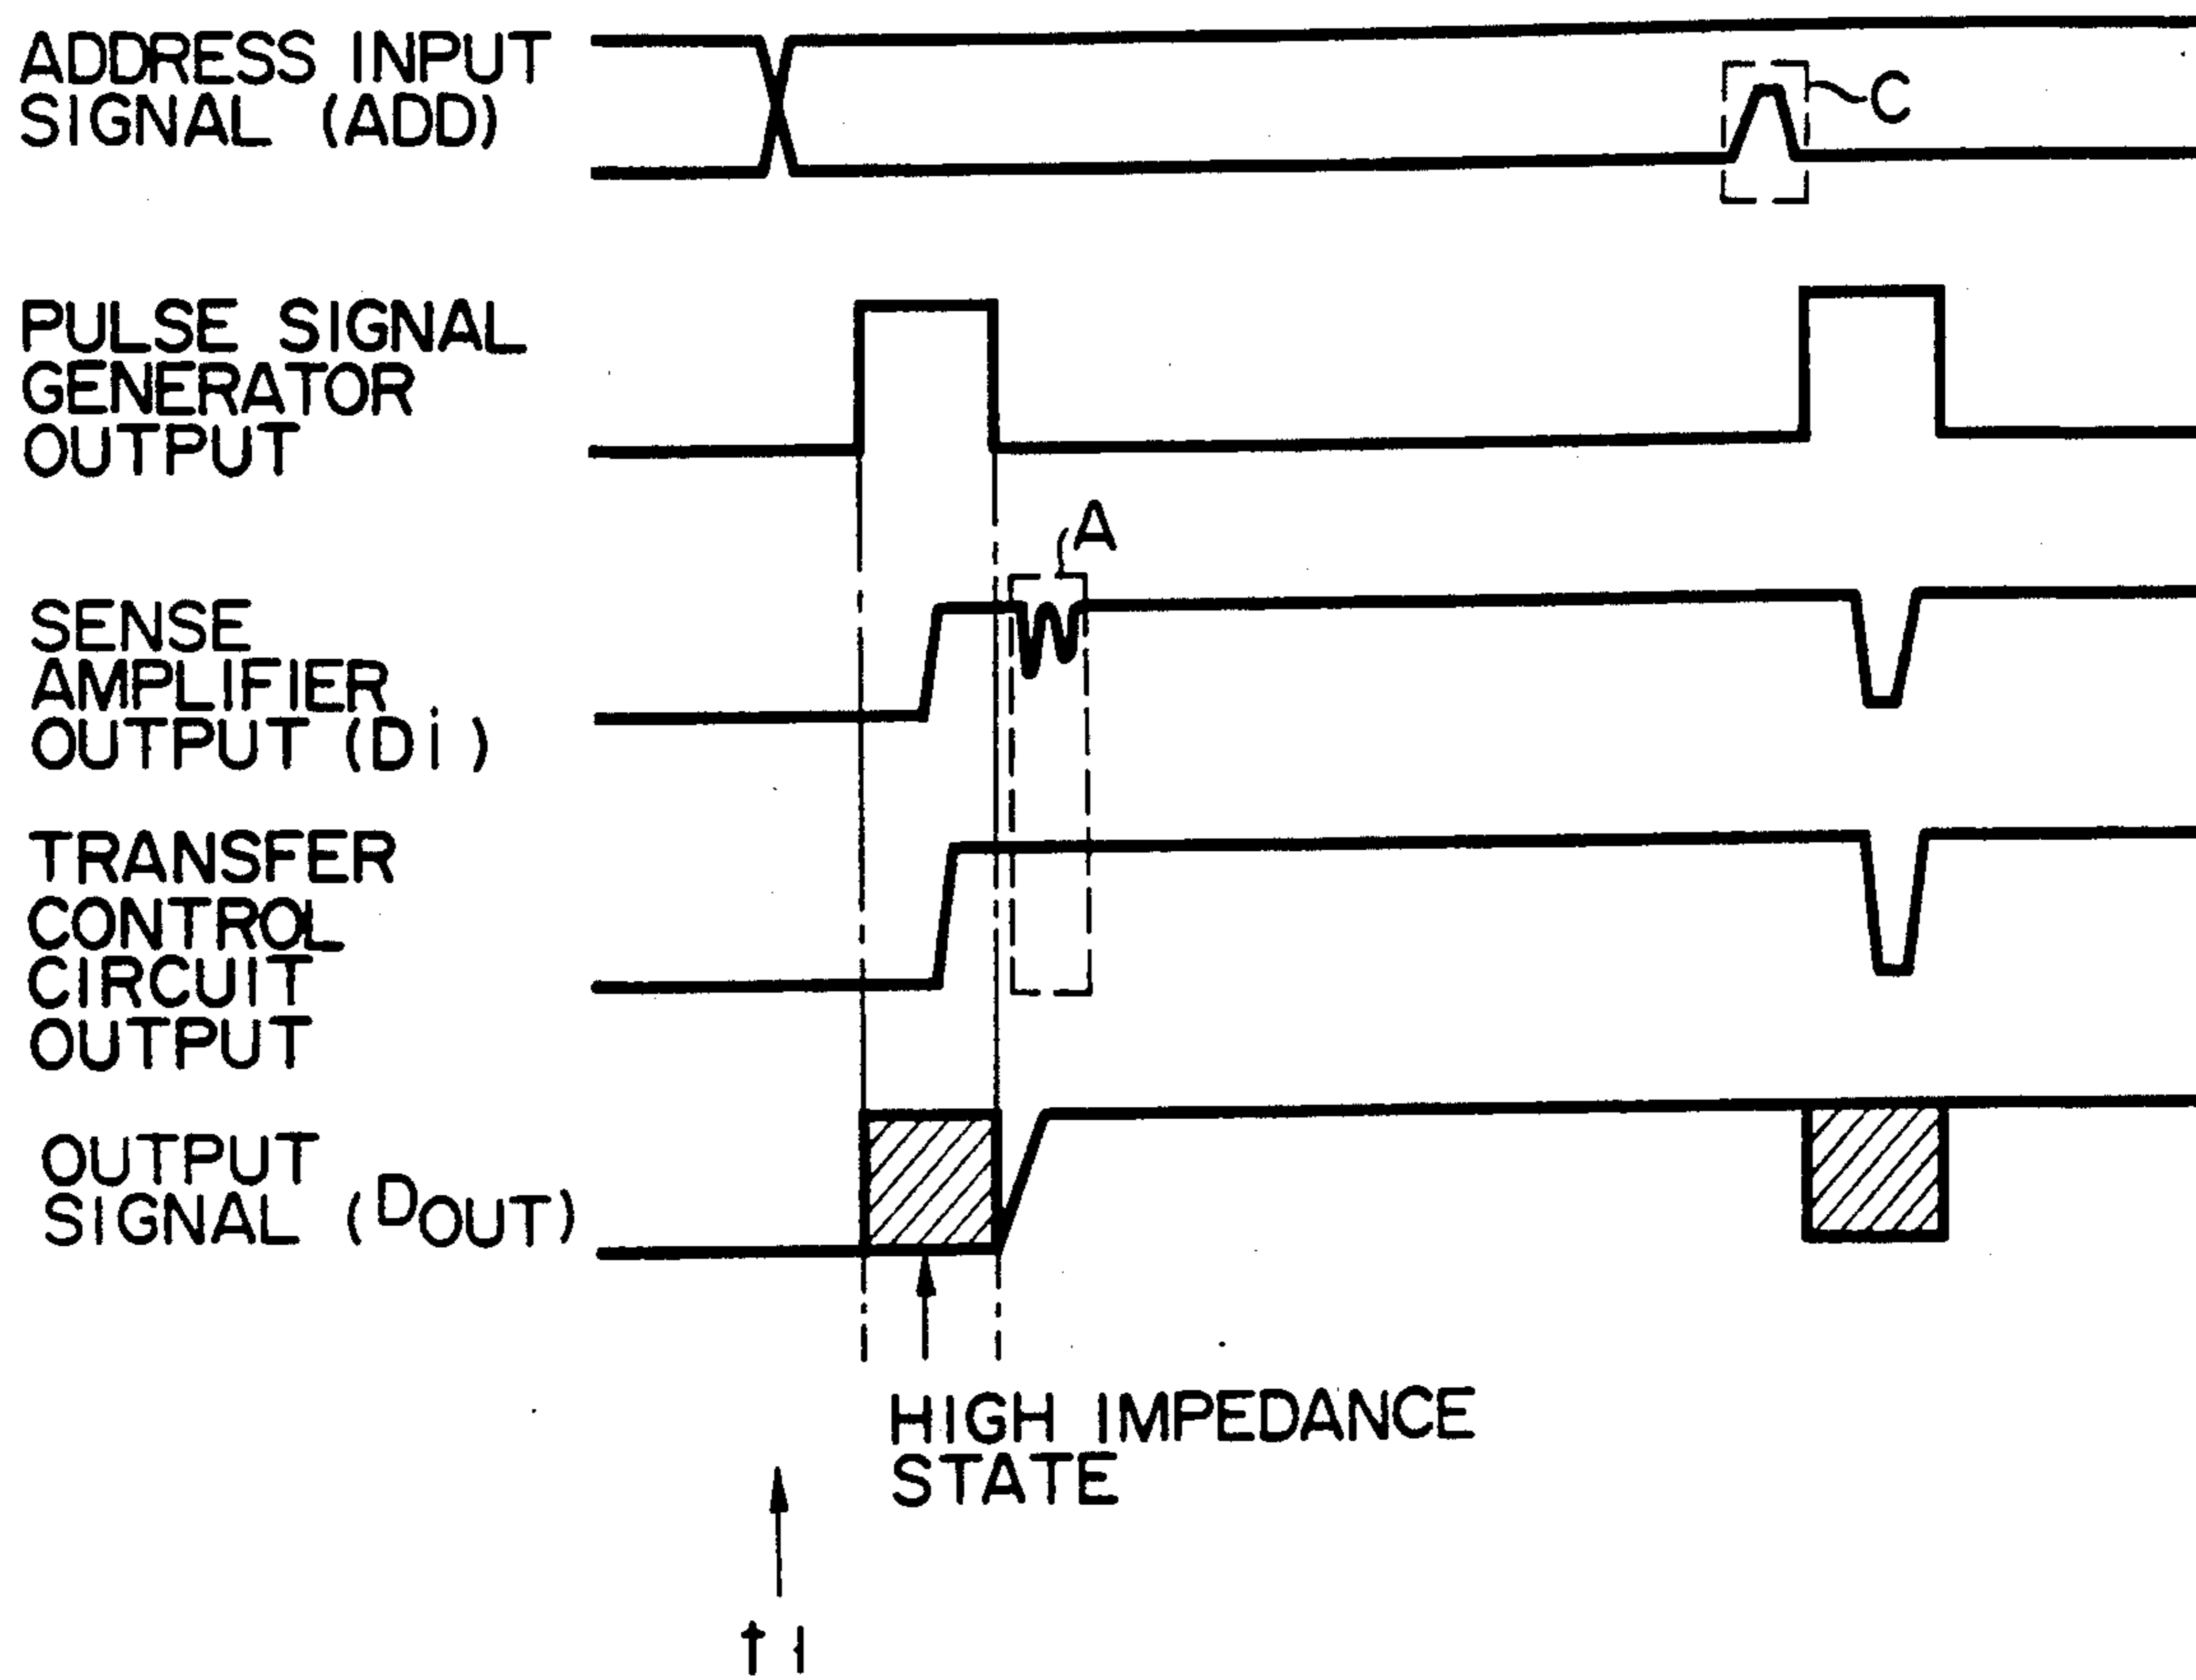 ADDRESS INPUT
SIGNAL (ADD)
C
PULSE SIGNAL
GENERATOR
OUTPUT
A
SENSE
AMPLIFIER
OUTPUT (Di)
TRANSFER
CONTROL
CIRCUIT
OUTPUT
OUTPUT
SIGNAL (DOUT)
HIGH IMPEDANCE
STATE
t1